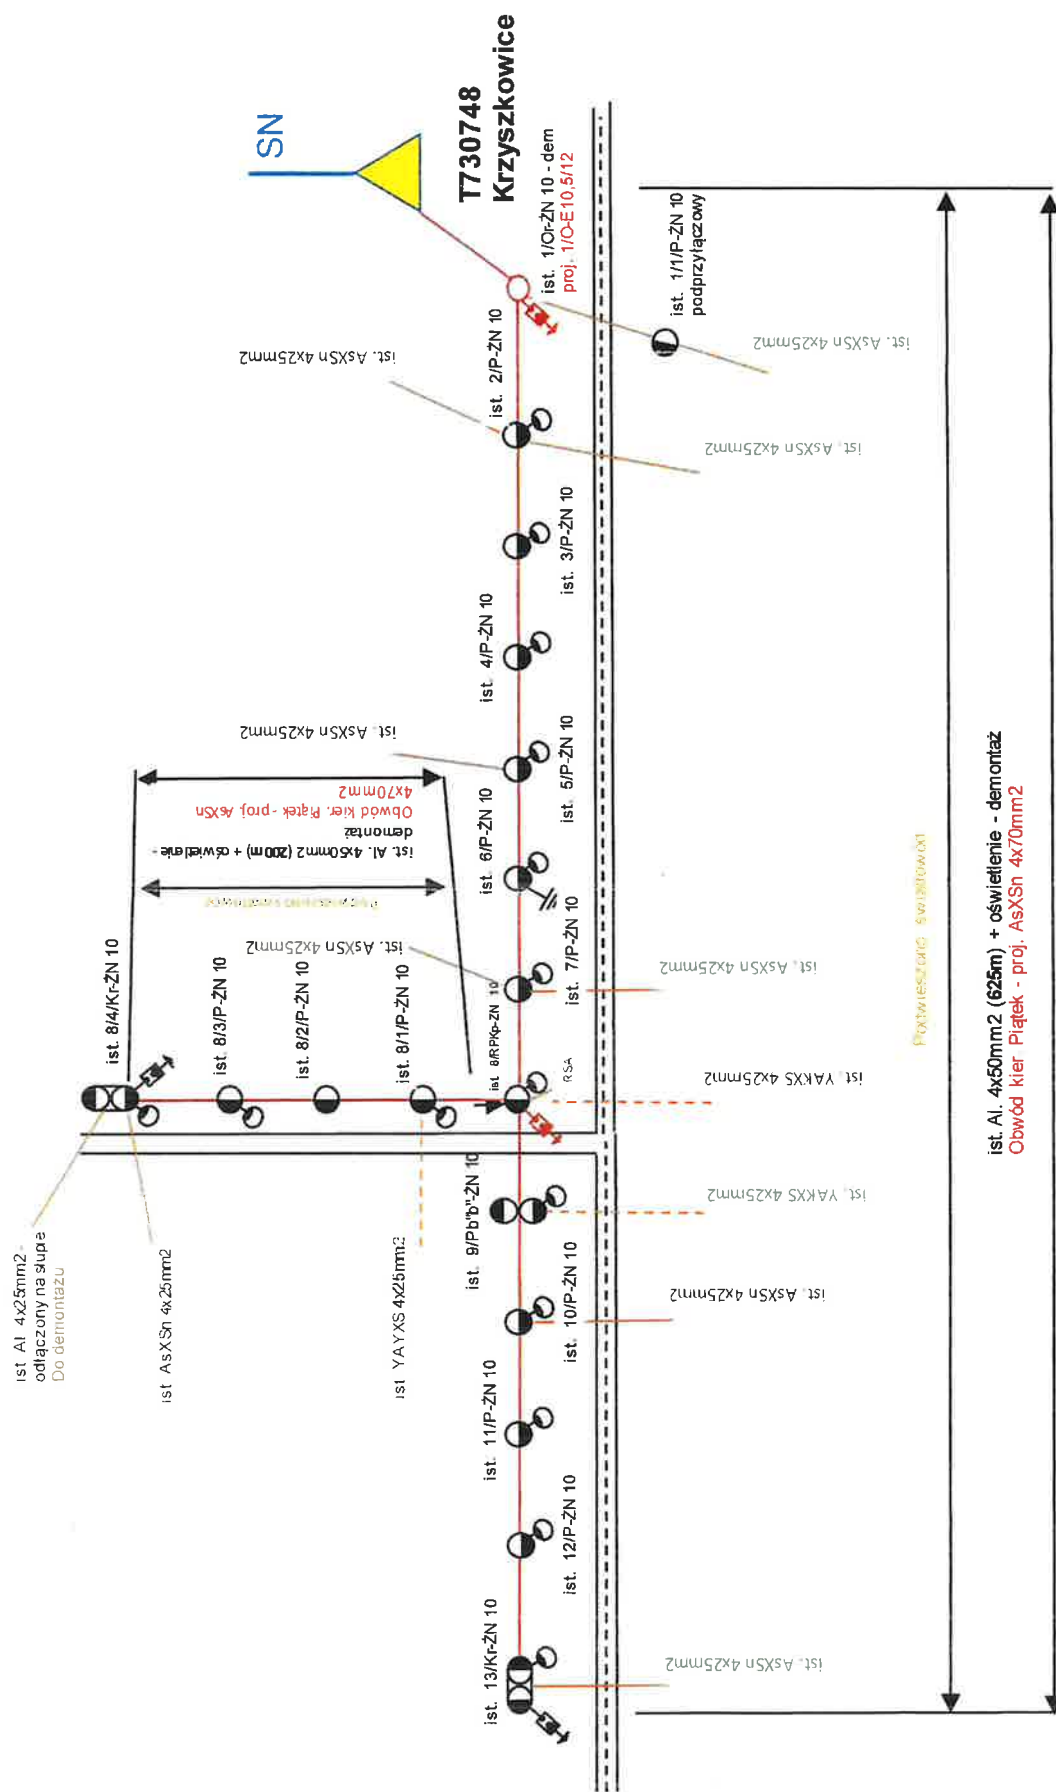 SN
T730748
Krzyszkowice
ist. 1/Or-ŻN 10 - dem
proj. 1/O-E10,5/12
ist. 1/1/P-ŻN 10
podprzyłączowy
ist. AsXSn 4x25mm2
ist. AsXSn 4x25mm2
ist. 2/P-ŻN 10
ist. AsXSn 4x25mm2
ist. 3/P-ŻN 10
ist. 4/P-ŻN 10
ist. AsXSn 4x25mm2
ist. 5/P-ŻN 10
ist. 6/P-ŻN 10
Obwód kier. Piątek - proj. AsXSn
4x70mm2
ist. Al. 4x50mm2 (200m) + oświetlenie -
demontaż
ist. AsXSn 4x25mm2
ist. 7/P-ŻN 10
ist. AsXSn 4x25mm2
ist. 8/4/Kr-ŻN 10
ist. 8/3/P-ŻN 10
ist. 8/2/P-ŻN 10
ist. 8/1/P-ŻN 10
ist 8/RPKp-ŻN 10
RSA
ist. YAKXS 4x25mm2
ist. YAKXS 4x25mm2
ist Al 4x25mm2 -
odłączony na słupie
Do demontażu
ist AsXSn 4x25mm2
ist YAYXS 4x25mm2
ist. 9/Pb"b"-ŻN 10
ist. 10/P-ŻN 10
ist. AsXSn 4x25mm2
ist. 11/P-ŻN 10
ist. 12/P-ŻN 10
ist. 13/Kr-ŻN 10
ist. AsXSn 4x25mm2
Podwieszono światłowód
ist. Al. 4x50mm2 (625m) + oświetlenie - demontaż
Obwód kier Piątek - proj. AsXSn 4x70mm2